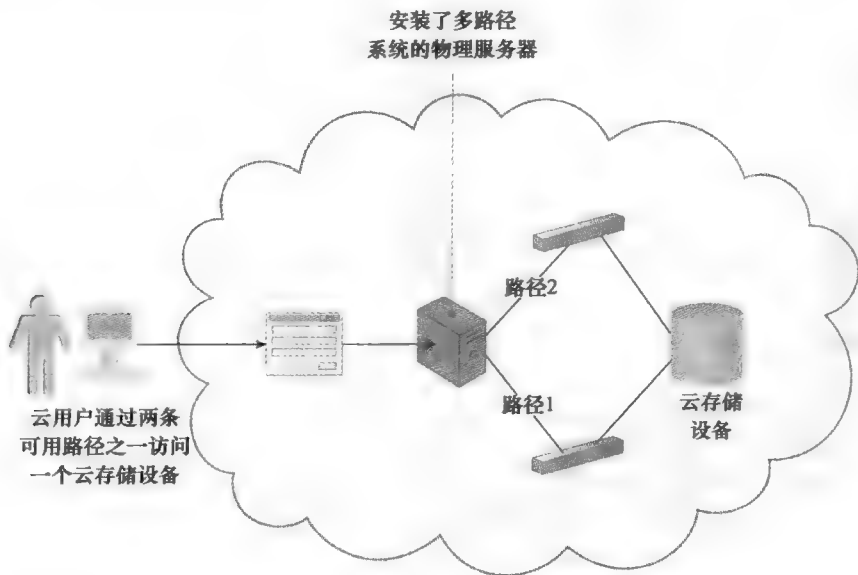 安装了多路径
系统的物理服务器
路径2
路径1
云存储
设备
云用户通过两条
可用路径之一访问
一个云存储设备